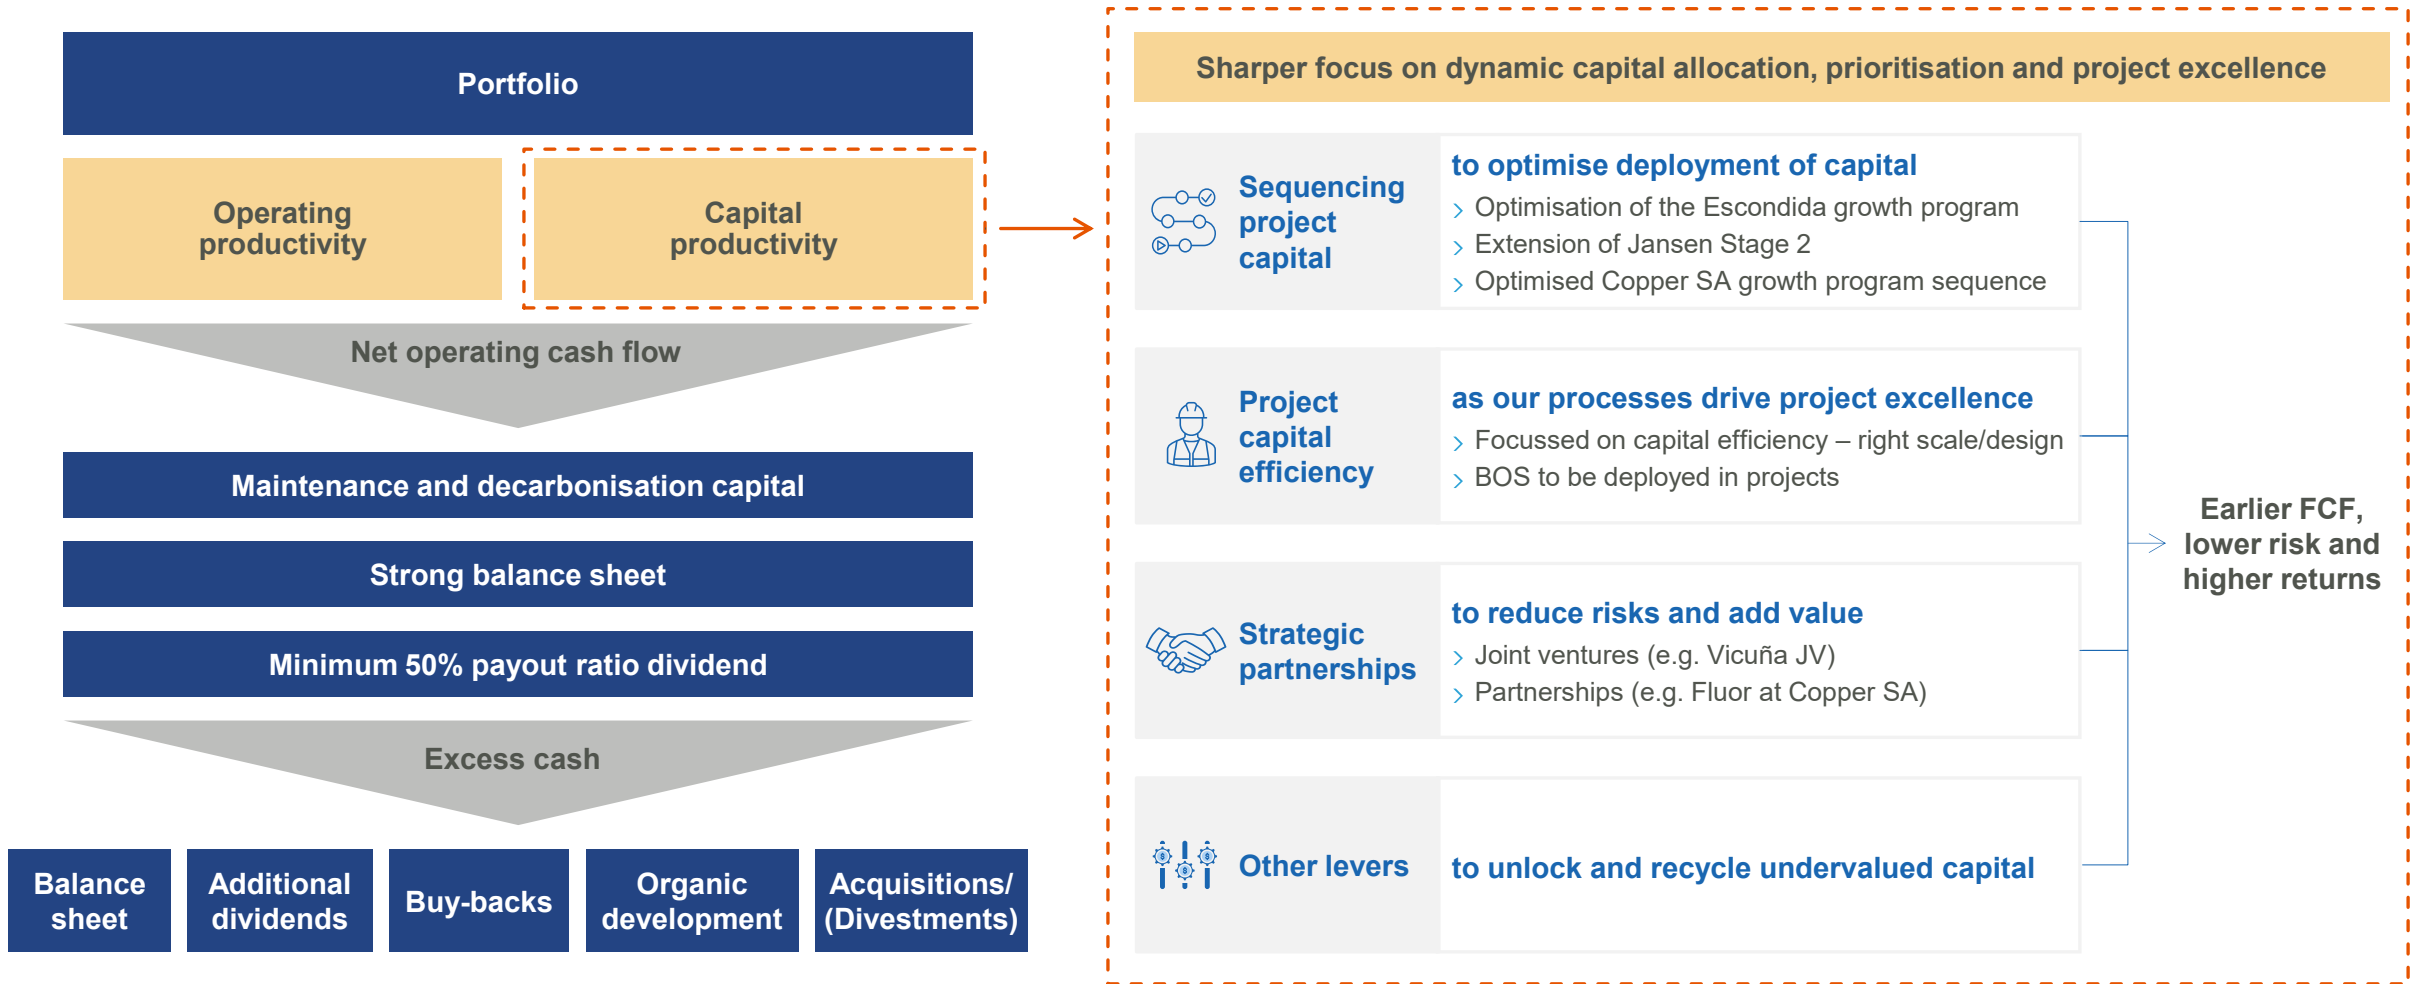 Portfolio
Operating
productivity
Capital
productivity
Net operating cash flow
Maintenance and decarbonisation capital
Strong balance sheet
Minimum 50% payout ratio dividend
Excess cash
Balance
sheet
Additional
dividends
Buy-backs
Organic
development
Acquisitions/
(Divestments)
Sharper focus on dynamic capital allocation, prioritisation and project excellence
Sequencing
project
capital
to optimise deployment of capital
Optimisation of the Escondida growth program
Extension of Jansen Stage 2
Optimised Copper SA growth program sequence
Project
capital
efficiency
as our processes drive project excellence
Focussed on capital efficiency – right scale/design
BOS to be deployed in projects
Strategic
partnerships
to reduce risks and add value
Joint ventures (e.g. Vicuña JV)
Partnerships (e.g. Fluor at Copper SA)
Other levers
to unlock and recycle undervalued capital
Earlier FCF,
lower risk and
higher returns